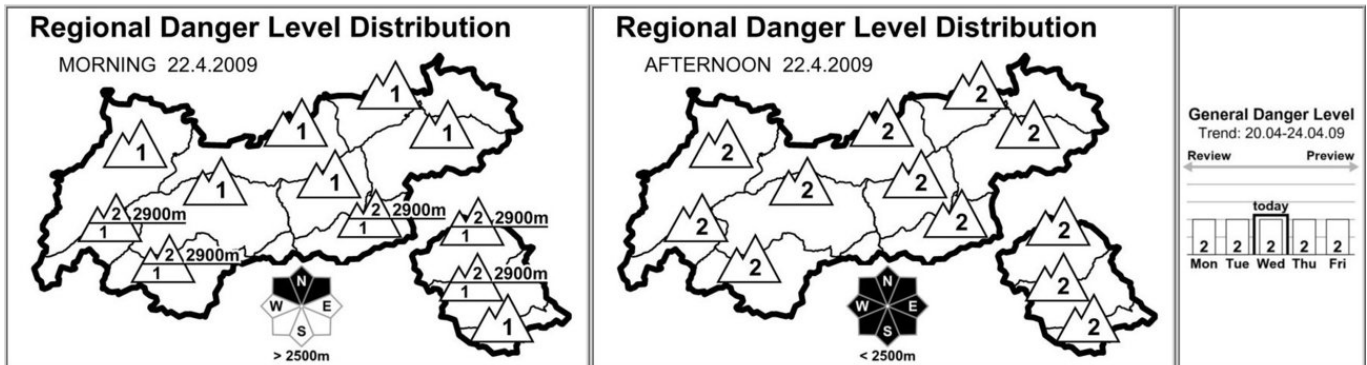 Regional Danger Level Distribution
MORNING 22.4.2009
1
1
1
1
1
1
2 2900m
1
2 2900m
1
2 2900m
1
2 2900m
1
2 2900m
1
1
N
W E
S
> 2500m
Regional Danger Level Distribution
AFTERNOON 22.4.2009
2
2
2
2
2
2
2
2
2
2
2
2
N
W E
S
< 2500m
General Danger Level
Trend: 20.04-24.04.09
Review Preview
today
2 2 2 2 2
Mon Tue Wed Thu Fri